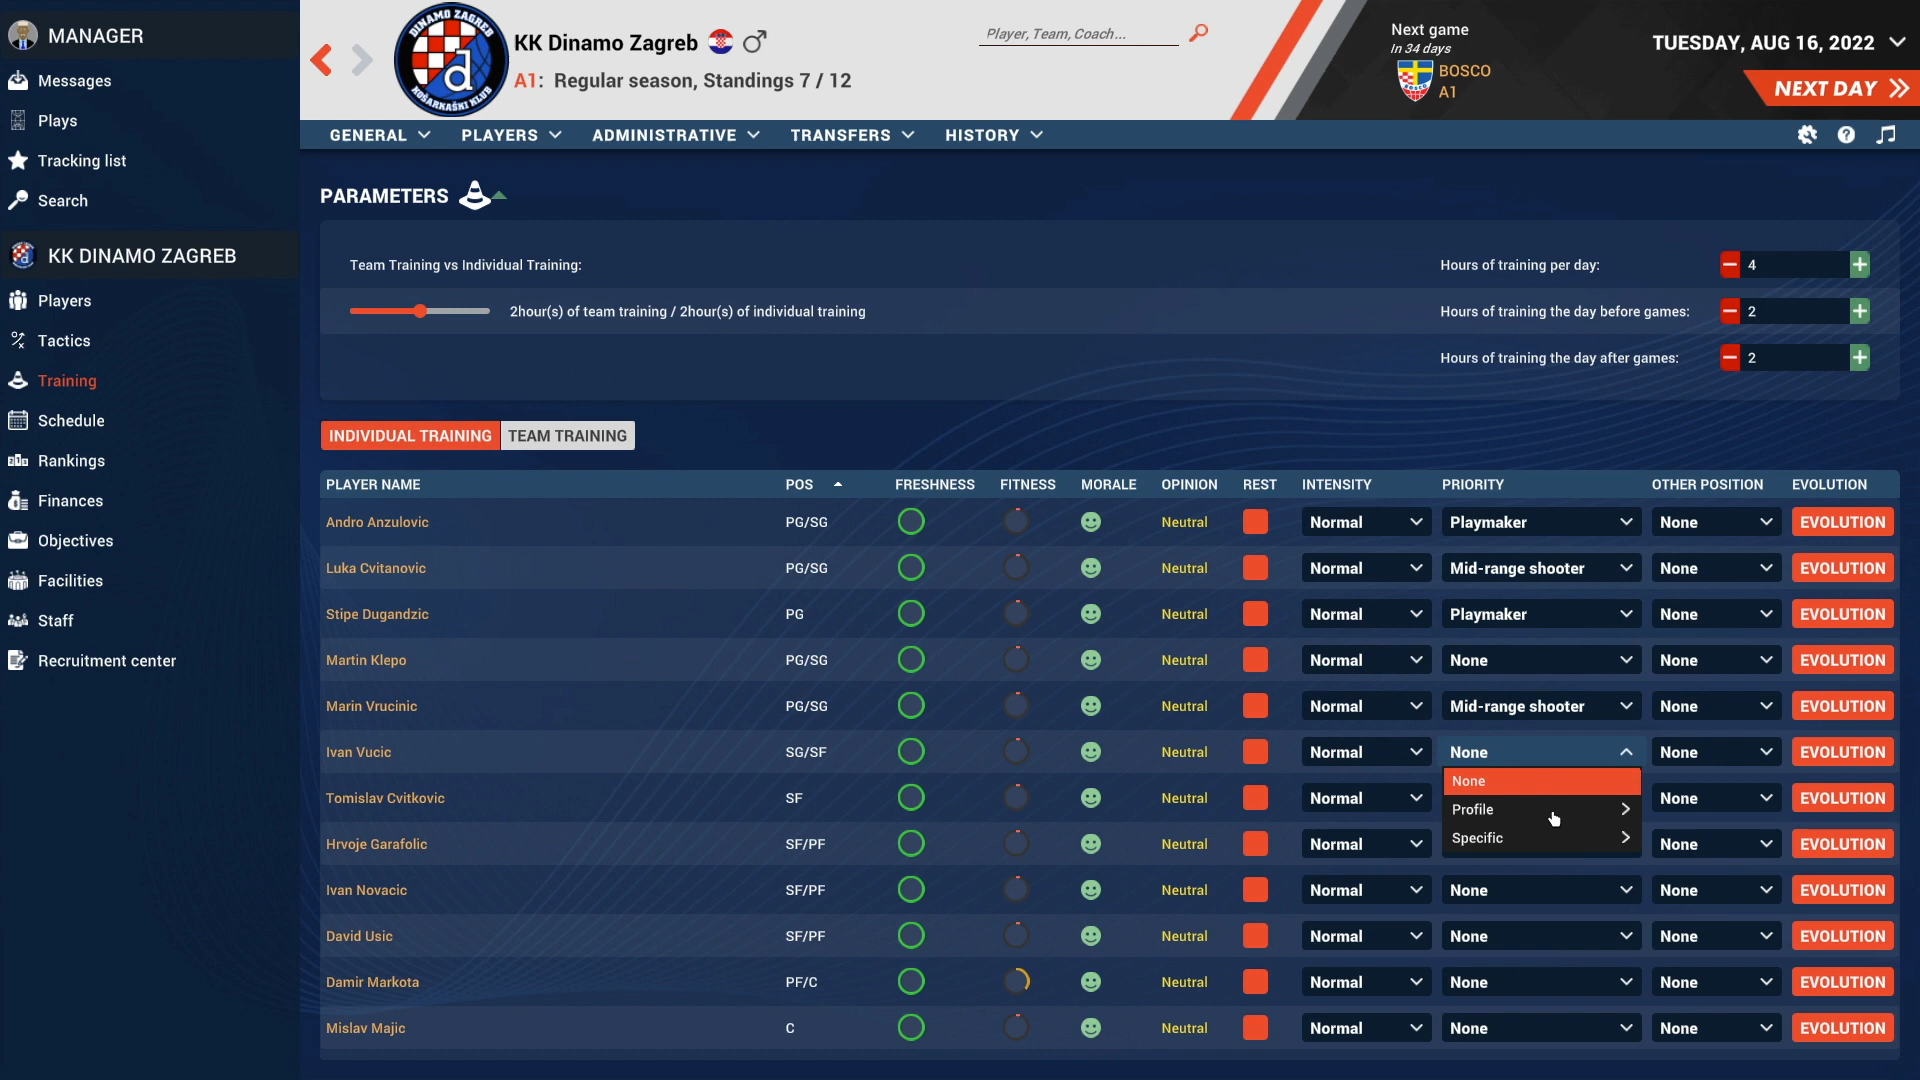 MANAGER
Messages
Plays
Tracking list
Search
KK DINAMO ZAGREB
Players
Tactics
Training
Schedule
Rankings
Finances
Objectives
Facilities
Staff
Recruitment center
DINAMO ZAGREB
KOŠARKAŠKI KLUB
KK Dinamo Zagreb
A1: Regular season, Standings 7 / 12
Player, Team, Coach...
Next game
In 34 days
BOSCO
A1
TUESDAY, AUG 16, 2022
NEXT DAY
GENERAL PLAYERS ADMINISTRATIVE TRANSFERS HISTORY
PARAMETERS
Team Training vs Individual Training:
2hour(s) of team training / 2hour(s) of individual training
Hours of training per day: 4
Hours of training the day before games: 2
Hours of training the day after games: 2
INDIVIDUAL TRAINING TEAM TRAINING
PLAYER NAME POS FRESHNESS FITNESS MORALE OPINION REST INTENSITY PRIORITY OTHER POSITION EVOLUTION
Andro Anzulovic PG/SG Neutral Normal Playmaker None EVOLUTION
Luka Cvitanovic PG/SG Neutral Normal Mid-range shooter None EVOLUTION
Stipe Dugandzic PG Neutral Normal Playmaker None EVOLUTION
Martin Klepo PG/SG Neutral Normal None None EVOLUTION
Marin Vrucinic PG/SG Neutral Normal Mid-range shooter None EVOLUTION
Ivan Vucic SG/SF Neutral Normal None None EVOLUTION
None
Profile
Specific
Tomislav Cvitkovic SF Neutral Normal None EVOLUTION
Hrvoje Garafolic SF/PF Neutral Normal None EVOLUTION
Ivan Novacic SF/PF Neutral Normal None None EVOLUTION
David Usic SF/PF Neutral Normal None None EVOLUTION
Damir Markota PF/C Neutral Normal None None EVOLUTION
Mislav Majic C Neutral Normal None None EVOLUTION